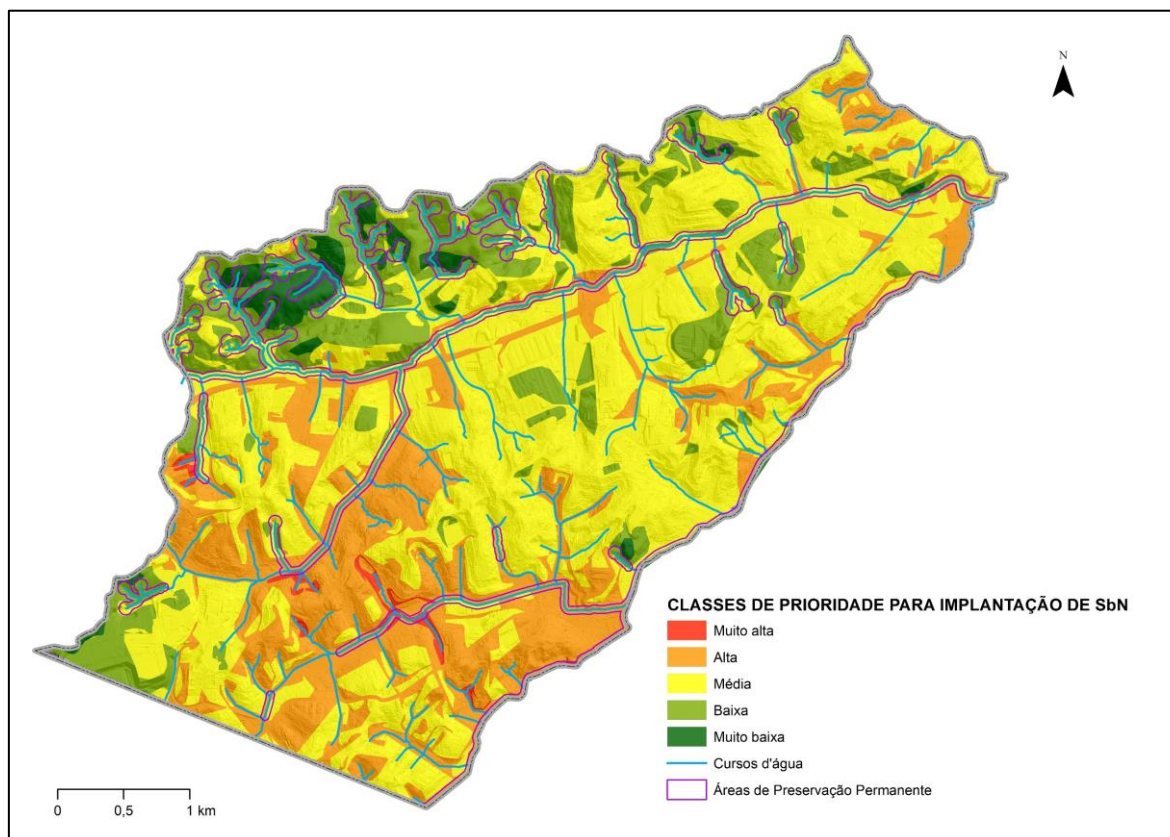 N
CLASSES DE PRIORIDADE PARA IMPLANTAÇÃO DE SbN
Muito alta
Alta
Média
Baixa
Muito baixa
Cursos d'água
Áreas de Preservação Permanente
0 0,5 1 km